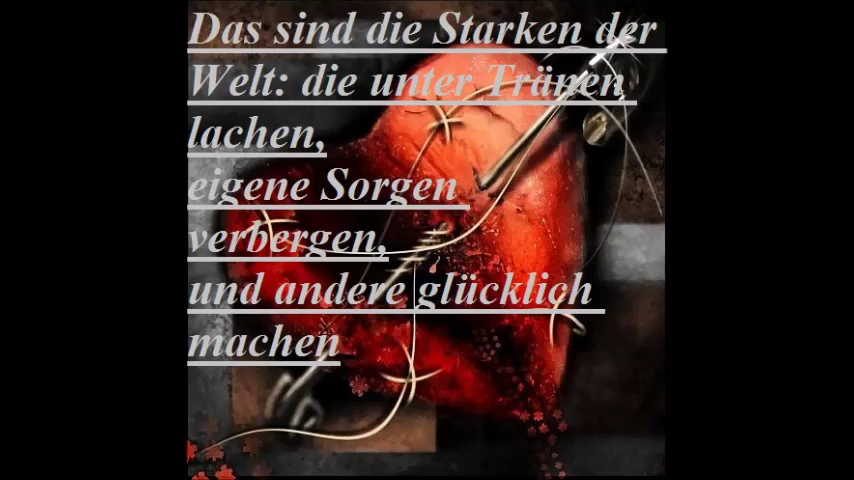 Das sind die Starken der
Welt: die unter Tränen
lachen,
eigene Sorgen
verbergen,
und andere glücklich
machen